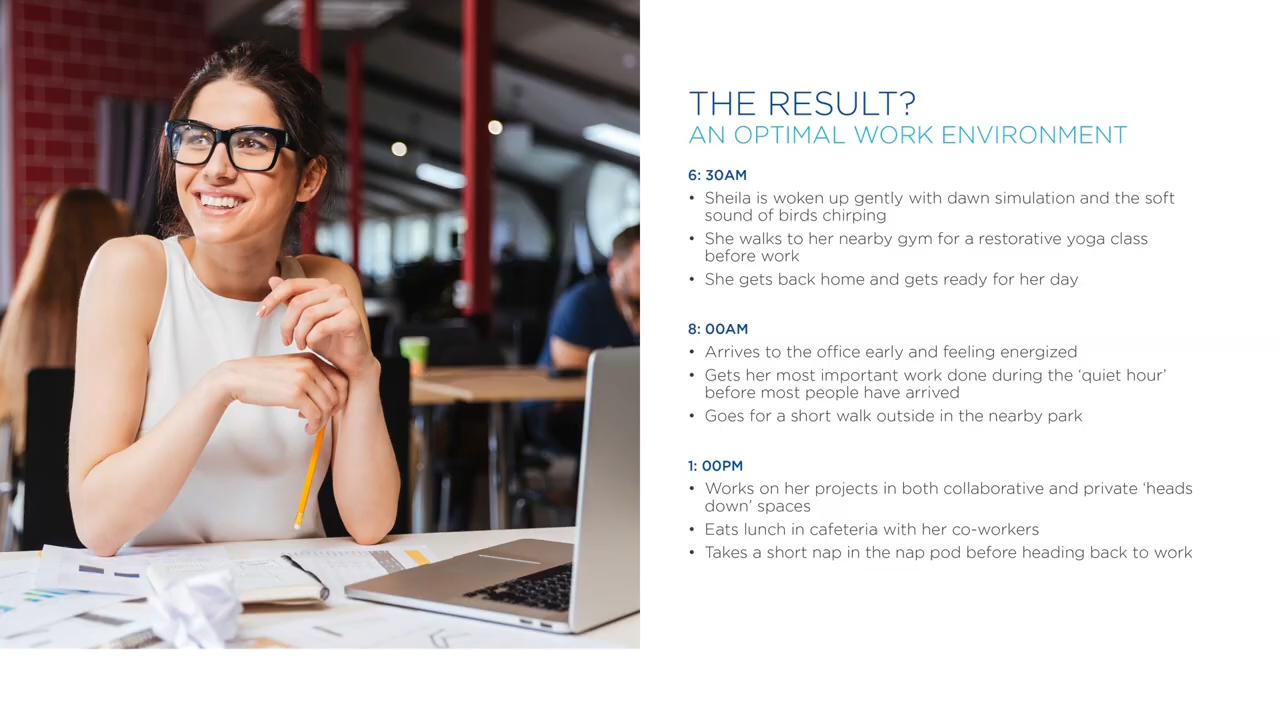 THE RESULT?
AN OPTIMAL WORK ENVIRONMENT
6: 30AM
• Sheila is woken up gently with dawn simulation and the soft
sound of birds chirping
• She walks to her nearby gym for a restorative yoga class
before work
• She gets back home and gets ready for her day
8: 00AM
• Arrives to the office early and feeling energized
• Gets her most important work done during the ‘quiet hour’
before most people have arrived
• Goes for a short walk outside in the nearby park
1: 00PM
• Works on her projects in both collaborative and private ‘heads
down’ spaces
• Eats lunch in cafeteria with her co-workers
• Takes a short nap in the nap pod before heading back to work